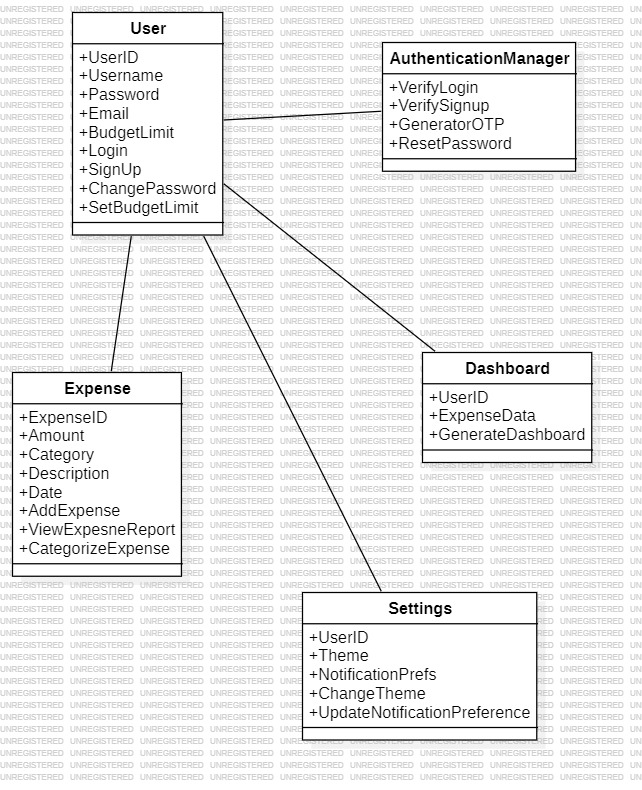 User
+UserID
+Username
+Password
+Email
+BudgetLimit
+Login
+SignUp
+ChangePassword
+SetBudgetLimit
AuthenticationManager
+VerifyLogin
+VerifySignup
+GeneratorOTP
+ResetPassword
Dashboard
+UserID
+ExpenseData
+GenerateDashboard
Expense
+ExpenseID
+Amount
+Category
+Description
+Date
+AddExpense
+ViewExpesneReport
+CategorizeExpense
Settings
+UserID
+Theme
+NotificationPrefs
+ChangeTheme
+UpdateNotificationPreference
UNREGISTERED